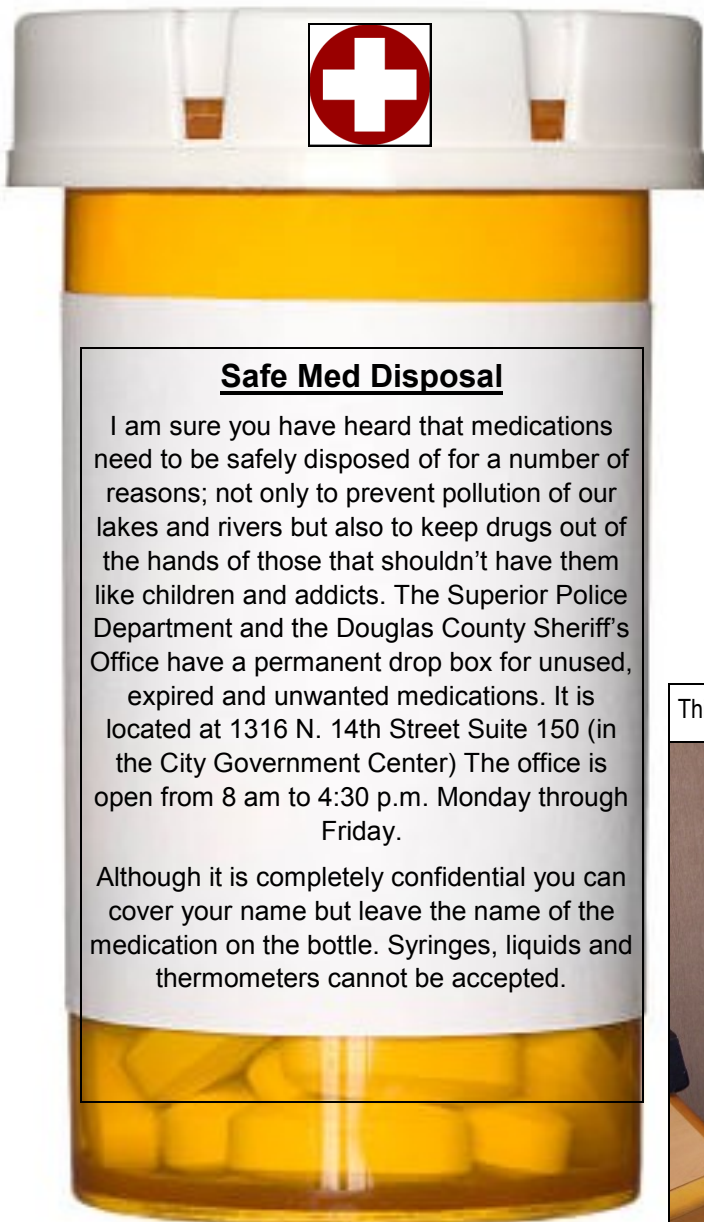 Safe Med Disposal
I am sure you have heard that medications
need to be safely disposed of for a number of
reasons; not only to prevent pollution of our
lakes and rivers but also to keep drugs out of
the hands of those that shouldn’t have them
like children and addicts. The Superior Police
Department and the Douglas County Sheriff’s
Office have a permanent drop box for unused,
expired and unwanted medications. It is
located at 1316 N. 14th Street Suite 150 (in
the City Government Center) The office is
open from 8 am to 4:30 p.m. Monday through
Friday.
Although it is completely confidential you can
cover your name but leave the name of the
medication on the bottle. Syringes, liquids and
thermometers cannot be accepted.